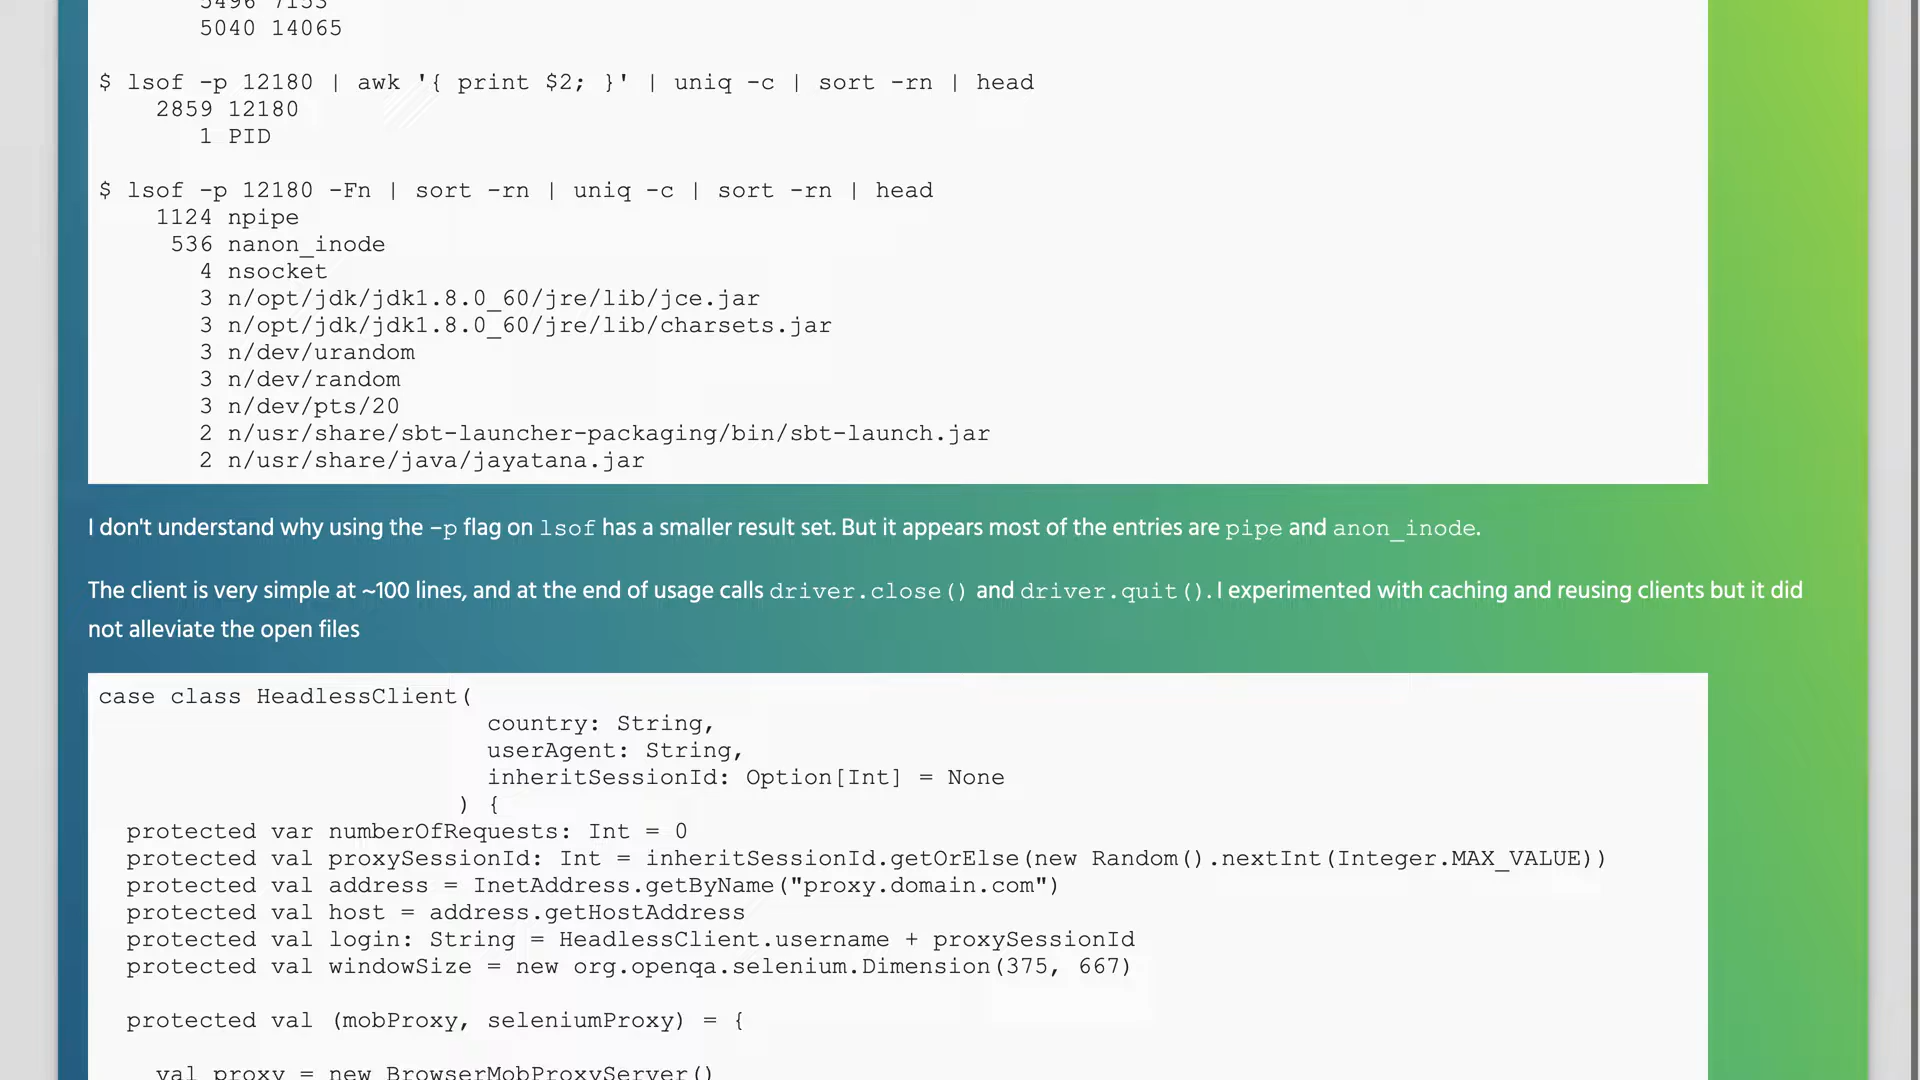 5496 7153
5040 14065
$ lsof -p 12180 | awk '{ print $2; }' | uniq -c | sort -rn | head
2859 12180
1 PID
$ lsof -p 12180 -Fn | sort -rn | uniq -c | sort -rn | head
1124 npipe
536 nanon_inode
4 nsocket
3 n/opt/jdk/jdk1.8.0_60/jre/lib/jce.jar
3 n/opt/jdk/jdk1.8.0_60/jre/lib/charsets.jar
3 n/dev/urandom
3 n/dev/random
3 n/dev/pts/20
2 n/usr/share/sbt-launcher-packaging/bin/sbt-launch.jar
2 n/usr/share/java/jayatana.jar
I don't understand why using the -p flag on lsof has a smaller result set. But it appears most of the entries are pipe and anon_inode.
The client is very simple at ~100 lines, and at the end of usage calls driver.close() and driver.quit(). I experimented with caching and reusing clients but it did
not alleviate the open files
case class HeadlessClient(
country: String,
userAgent: String,
inheritSessionId: Option[Int] = None
) {
protected var numberOfRequests: Int = 0
protected val proxySessionId: Int = inheritSessionId.getOrElse(new Random().nextInt(Integer.MAX_VALUE))
protected val address = InetAddress.getByName("proxy.domain.com")
protected val host = address.getHostAddress
protected val login: String = HeadlessClient.username + proxySessionId
protected val windowSize = new org.openqa.selenium.Dimension(375, 667)
protected val (mobProxy, seleniumProxy) = {
val proxy = new BrowserMobProxyServer()